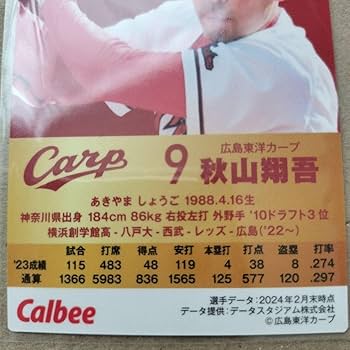 Carp 9 広島東洋カープ
秋山翔吾
あきやま しょうご 1988.4.16生
神奈川県出身 184cm 86kg 右投左打 外野手 '10ドラフト3位
横浜創学館高-八戸大-西武-レッズ-広島('22~)
試合 打席 得点 安打 本塁打 打点 盗塁 打率
'23成績 115 483 48 119 4 38 8 .274
通算 1366 5983 836 1565 125 577 120 .297
Calbee
選手データ:2024年2月末時点
データ提供:データスタジアム株式会社
©広島東洋カープ